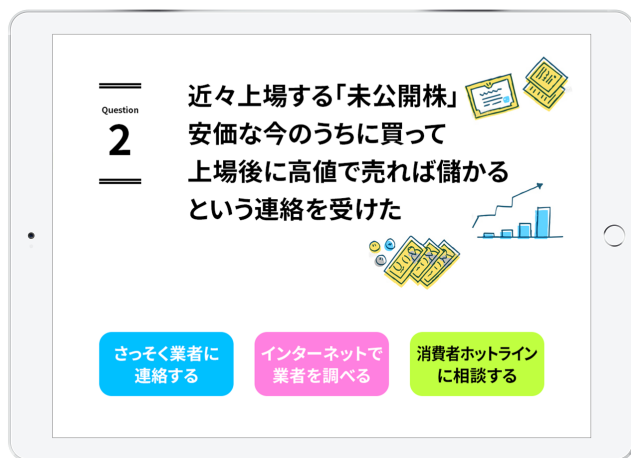 Question
2
近々上場する「未公開株」
安価な今のうちに買って
上場後に高値で売れば儲かる
という連絡を受けた
さっそく業者に
連絡する
インターネットで
業者を調べる
消費者ホットライン
に相談する